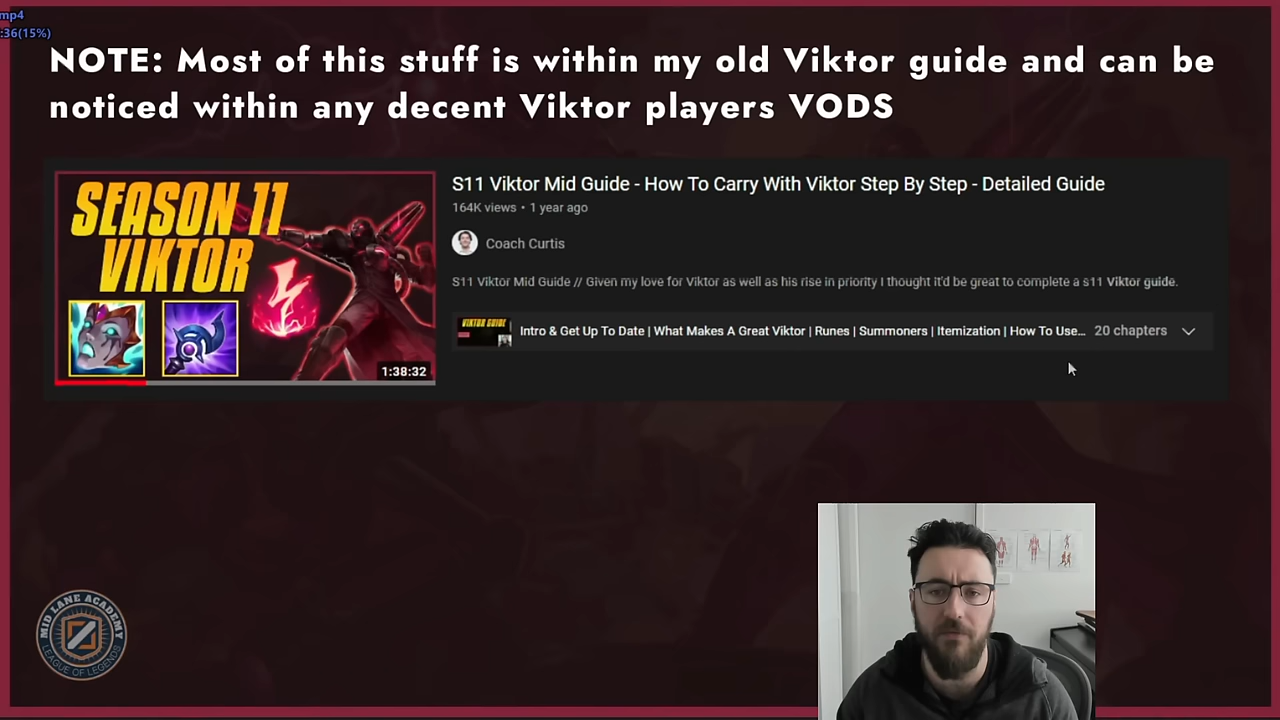 mp4
:36(15%)
NOTE: Most of this stuff is within my old Viktor guide and can be
noticed within any decent Viktor players VODS
SEASON 11
VIKTOR
1:38:32
S11 Viktor Mid Guide - How To Carry With Viktor Step By Step - Detailed Guide
164K views • 1 year ago
Coach Curtis
S11 Viktor Mid Guide // Given my love for Viktor as well as his rise in priority I thought it'd be great to complete a s11 Viktor guide.
VIKTOR GUIDE
Intro & Get Up To Date | What Makes A Great Viktor | Runes | Summoners | Itemization | How To Use... 20 chapters
MID LANE ACADEMY
LEAGUE OF LEGENDS